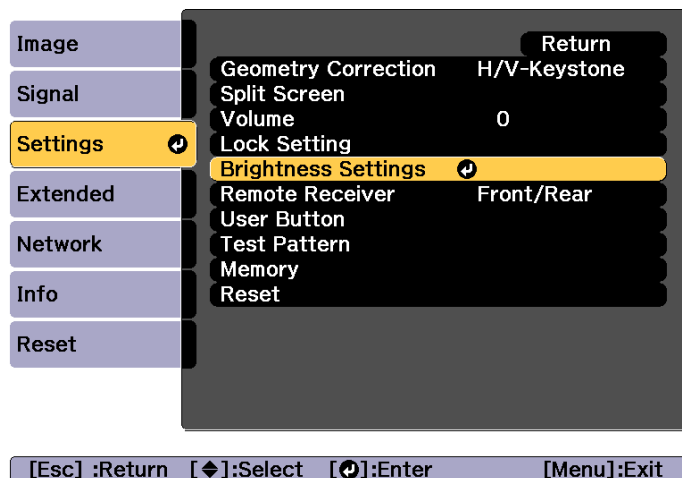 Image
Signal
Settings
Extended
Network
Info
Reset
Return
Geometry Correction H/V-Keystone
Split Screen
Volume 0
Lock Setting
Brightness Settings
Remote Receiver Front/Rear
User Button
Test Pattern
Memory
Reset
[Esc] :Return [◆]:Select [↵]:Enter [Menu]:Exit